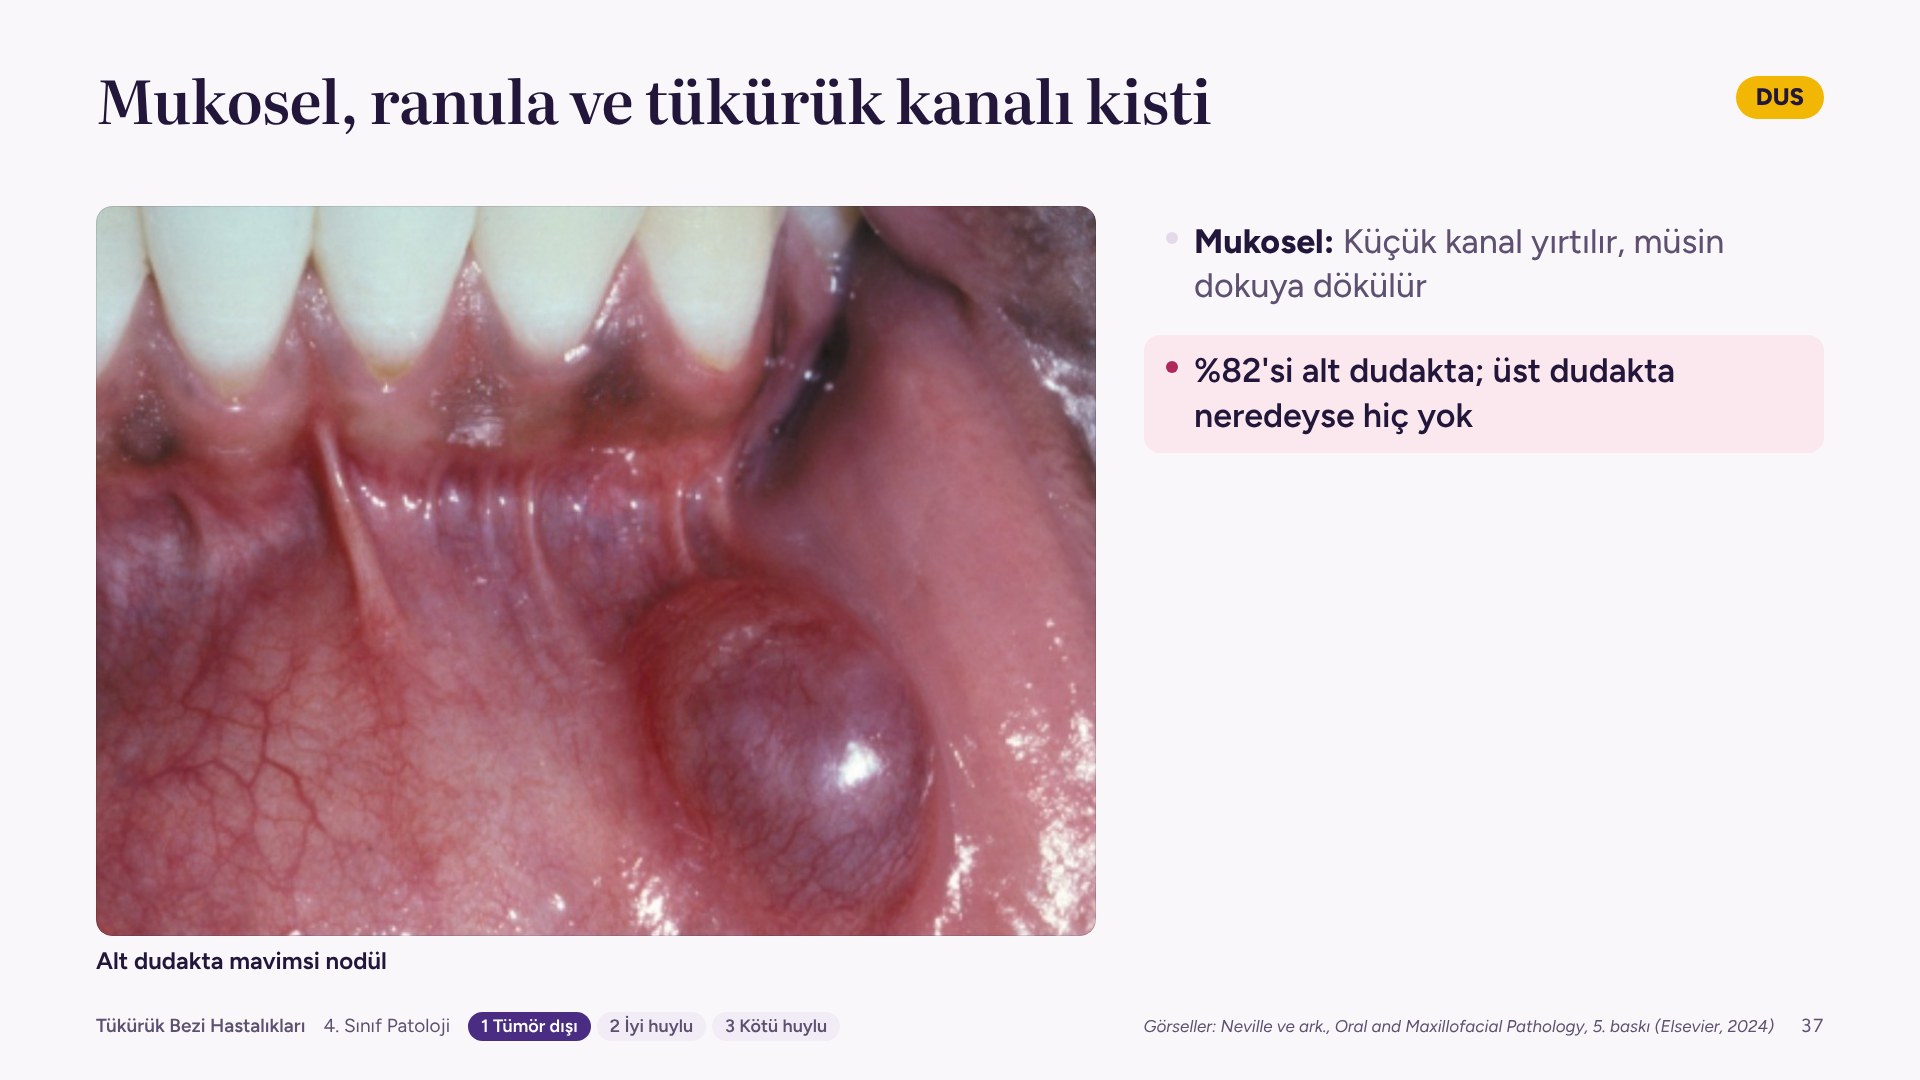 Mukosel, ranula ve tükürük kanalı kisti
DUS
Mukosel: Küçük kanal yırtılır, müsin
dokuya dökülür
%82'si alt dudakta; üst dudakta
neredeyse hiç yok
Alt dudakta mavimsi nodül
Tükürük Bezi Hastalıkları 4. Sınıf Patoloji 1 Tümör dışı 2 İyi huylu 3 Kötü huylu
Görseller: Neville ve ark., Oral and Maxillofacial Pathology, 5. baskı (Elsevier, 2024) 37